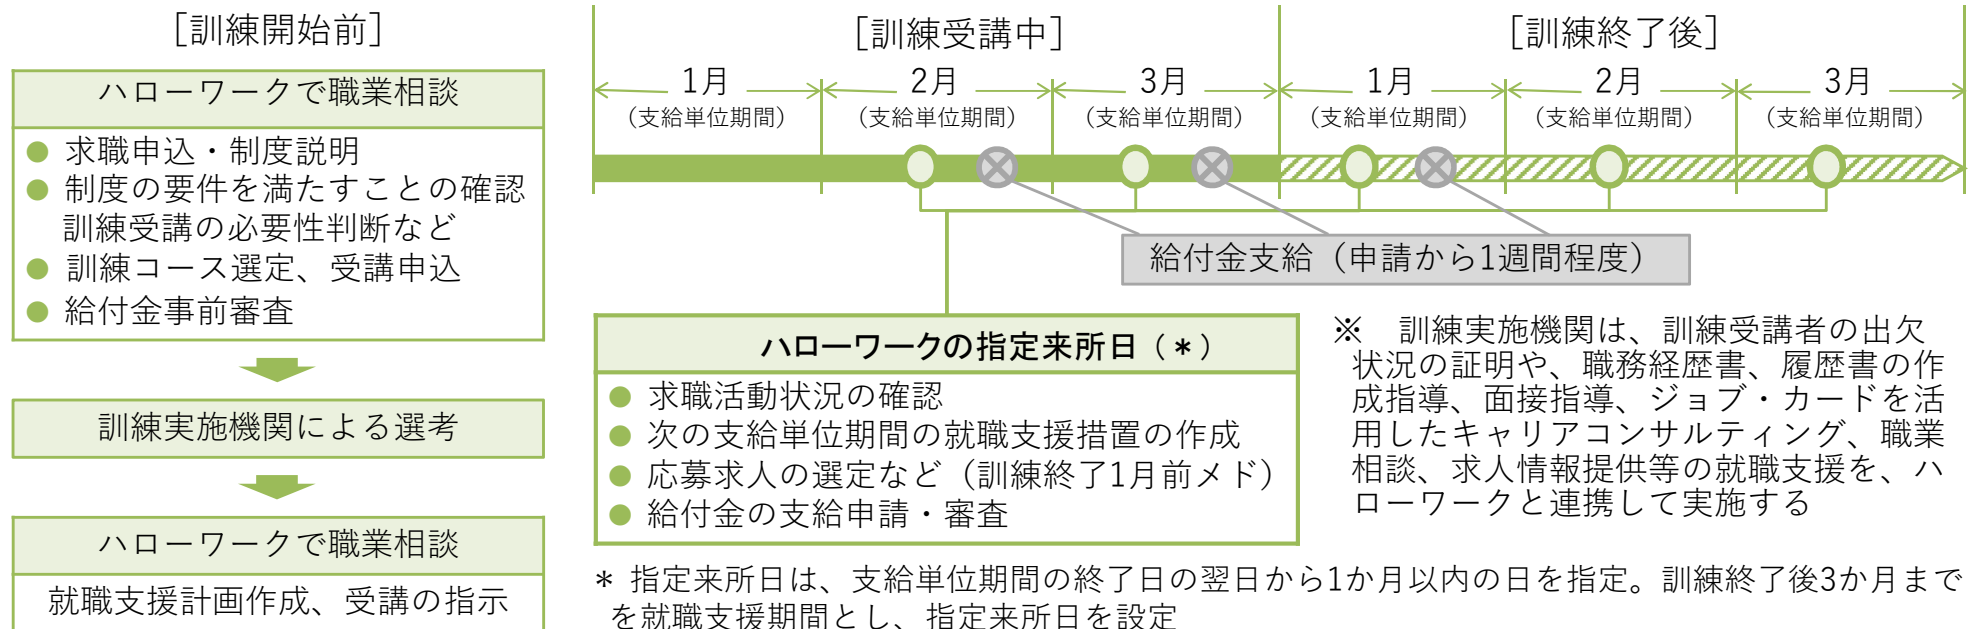 ［訓練開始前］
ハローワークで職業相談
● 求職申込・制度説明
● 制度の要件を満たすことの確認
訓練受講の必要性判断など
● 訓練コース選定、受講申込
● 給付金事前審査
訓練実施機関による選考
ハローワークで職業相談
就職支援計画作成、受講の指示
［訓練受講中］
1月
（支給単位期間）
2月
（支給単位期間）
3月
（支給単位期間）
［訓練終了後］
1月
（支給単位期間）
2月
（支給単位期間）
3月
（支給単位期間）
給付金支給（申請から1週間程度）
ハローワークの指定来所日（＊）
● 求職活動状況の確認
● 次の支給単位期間の就職支援措置の作成
● 応募求人の選定など（訓練終了1月前メド）
● 給付金の支給申請・審査
※　訓練実施機関は、訓練受講者の出欠
状況の証明や、職務経歴書、履歴書の作
成指導、面接指導、ジョブ・カードを活
用したキャリアコンサルティング、職業
相談、求人情報提供等の就職支援を、ハ
ローワークと連携して実施する
＊ 指定来所日は、支給単位期間の終了日の翌日から1か月以内の日を指定。訓練終了後3か月まで
を就職支援期間とし、指定来所日を設定